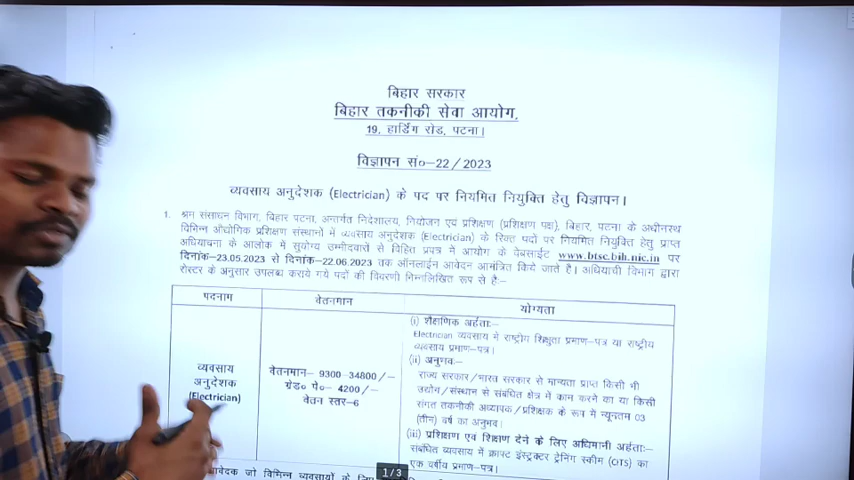 बिहार सरकार
बिहार तकनीकी सेवा आयोग,
19, हार्डिंग रोड, पटना।
विज्ञापन सं०-22/2023
व्यवसाय अनुदेशक (Electrician) के पद पर नियमित नियुक्ति हेतु विज्ञापन।
1. श्रम संसाधन विभाग, बिहार पटना, अन्तर्गत निदेशालय, नियोजन एवं प्रशिक्षण (प्रशिक्षण पक्ष), बिहार, पटना के अधीनस्थ
विभिन्न औद्योगिक प्रशिक्षण संस्थानों में व्यवसाय अनुदेशक (Electrician) के रिक्त पदों पर नियमित नियुक्ति हेतु प्राप्त
अधियाचना के आलोक में सुयोग्य उम्मीदवारों से विहित प्रपत्र में आयोग के वेबसाईट www.btsc.bih.nic.in पर
दिनांक-23.05.2023 से दिनांक-22.06.2023 तक ऑनलाईन आवेदन आमंत्रित किये जाते है। अधियाची विभाग द्वारा
रोस्टर के अनुसार उपलब्ध कराये गये पदों की विवरणी निम्नलिखित रूप से है:-
पदनाम
वेतनमान
योग्यता
व्यवसाय
अनुदेशक
(Electrician)
वेतनमान- 9300-34800/-
ग्रेड० पे०- 4200/-
वेतन स्तर-6
(i) शैक्षणिक अर्हता:-
Electrician व्यवसाय में राष्ट्रीय शिक्षुता प्रमाण-पत्र या राष्ट्रीय
व्यवसाय प्रमाण-पत्र।
(ii) अनुभव:-
राज्य सरकार/भारत सरकार से मान्यता प्राप्त किसी भी
उद्योग/संस्थान से संबंधित क्षेत्र में काम करने का या किसी
संगत तकनीकी अध्यापक/प्रशिक्षक के रूप में न्यूनतम 03
(तीन) वर्ष का अनुभव।
(iii) प्रशिक्षण एवं शिक्षण देने के लिए अधिमानी अर्हता:-
संबंधित व्यवसाय में क्राफ्ट इंस्ट्रक्टर ट्रेनिंग स्कीम (CITS) का
एक वर्षीय प्रमाण-पत्र।
जो विभिन्न व्यवसायों के
1/3